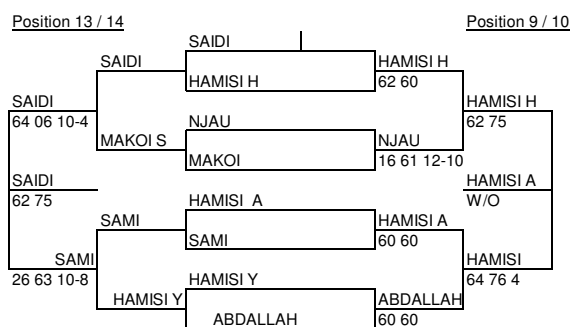 Position 13 / 14
Position 9 / 10
SAIDI
SAIDI
HAMISI H
HAMISI H
62 60
SAIDI
64 06 10-4
HAMISI H
62 75
NJAU
MAKOI S
MAKOI
NJAU
16 61 12-10
SAIDI
62 75
HAMISI A
W/O
HAMISI A
SAMI
SAMI
HAMISI A
60 60
SAMI
26 63 10-8
HAMISI
64 76 4
HAMISI Y
HAMISI Y
ABDALLAH
ABDALLAH
60 60